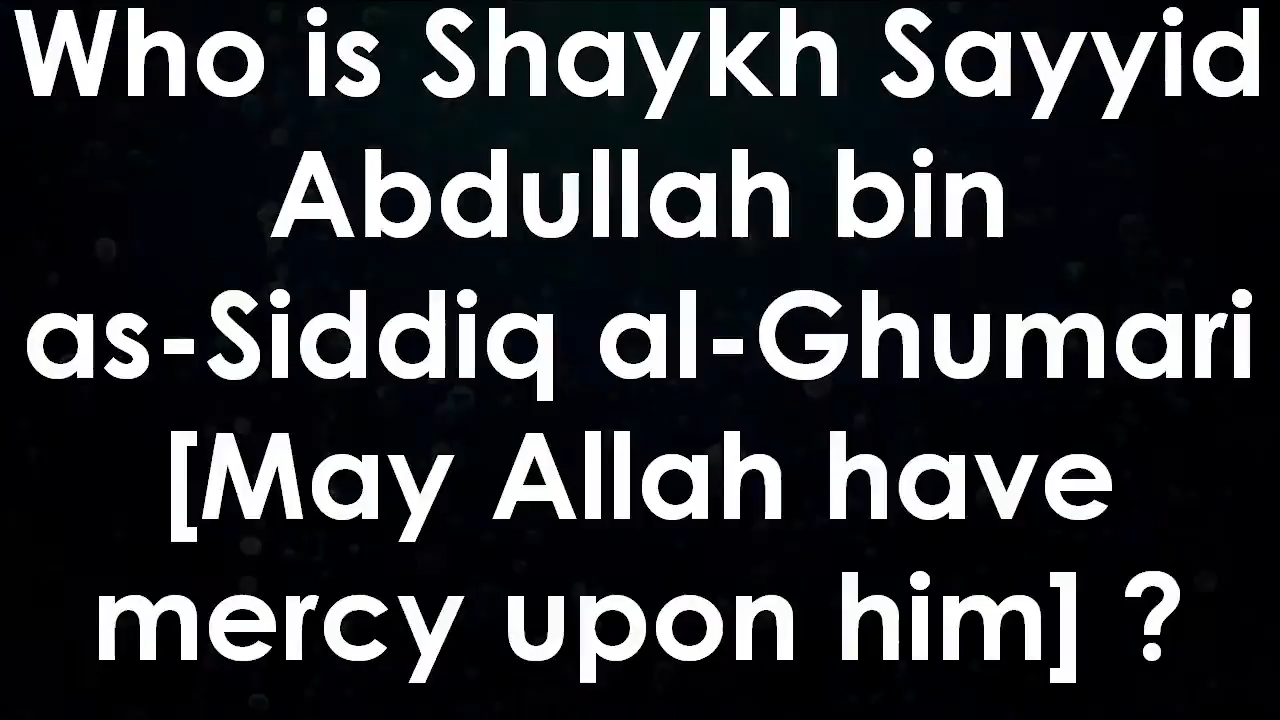 Who is Shaykh Sayyid
Abdullah bin
as-Siddiq al-Ghumari
[May Allah have
mercy upon him] ?